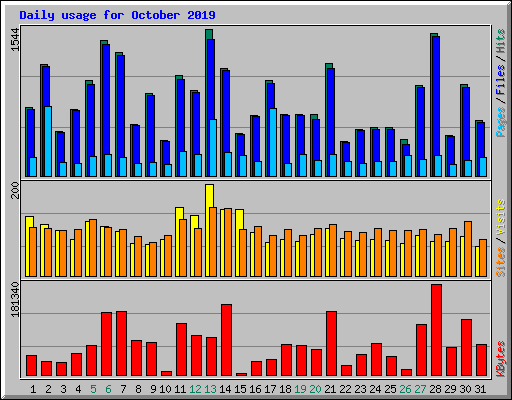 Daily usage for October 2019
1544
Pages / Files / Hits
200
Sites / Visits
181340
KBytes
1 2 3 4 5 6 7 8 9 10 11 12 13 14 15 16 17 18 19 20 21 22 23 24 25 26 27 28 29 30 31